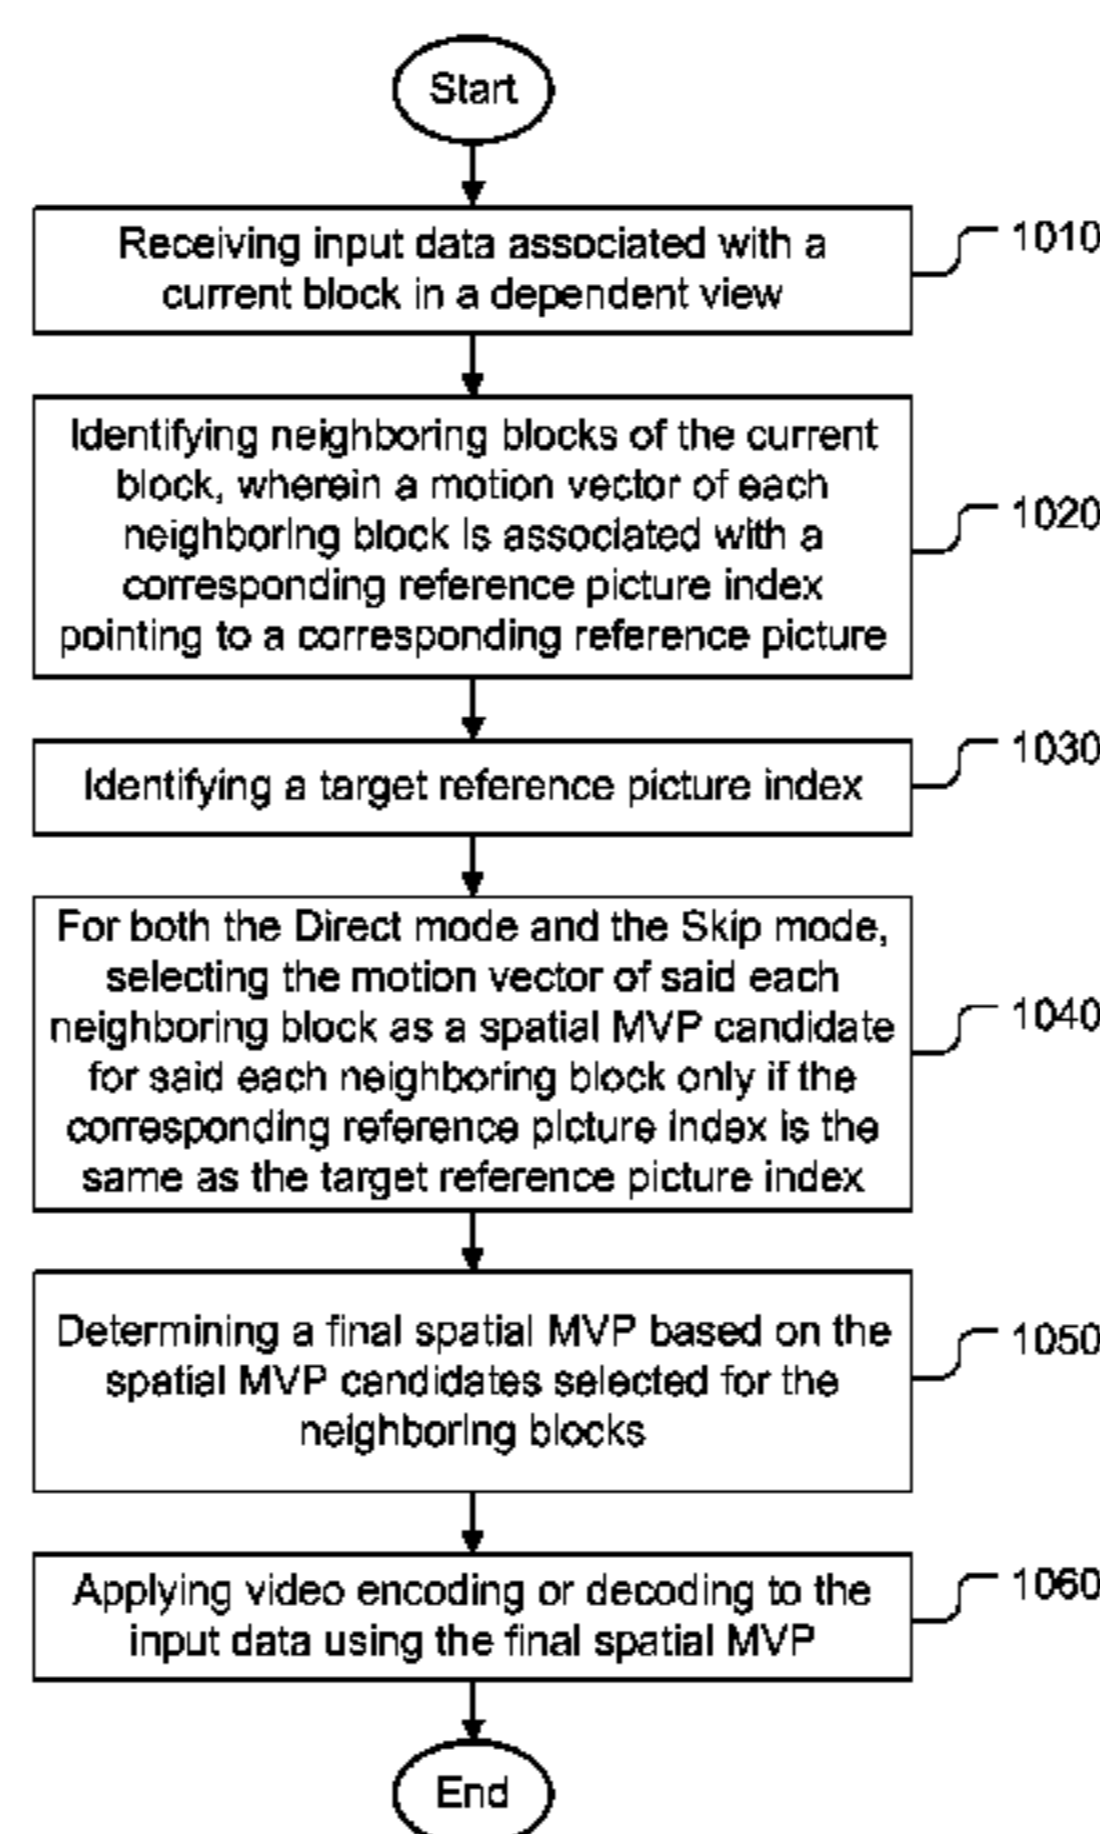 Start
Receiving input data associated with a
current block in a dependent view
1010
Identifying neighboring blocks of the current
block, wherein a motion vector of each
neighboring block is associated with a
corresponding reference picture index
pointing to a corresponding reference picture
1020
Identifying a target reference picture index
1030
For both the Direct mode and the Skip mode,
selecting the motion vector of said each
neighboring block as a spatial MVP candidate
for said each neighboring block only if the
corresponding reference picture index is the
same as the target reference picture index
1040
Determining a final spatial MVP based on the
spatial MVP candidates selected for the
neighboring blocks
1050
Applying video encoding or decoding to the
input data using the final spatial MVP
1060
End